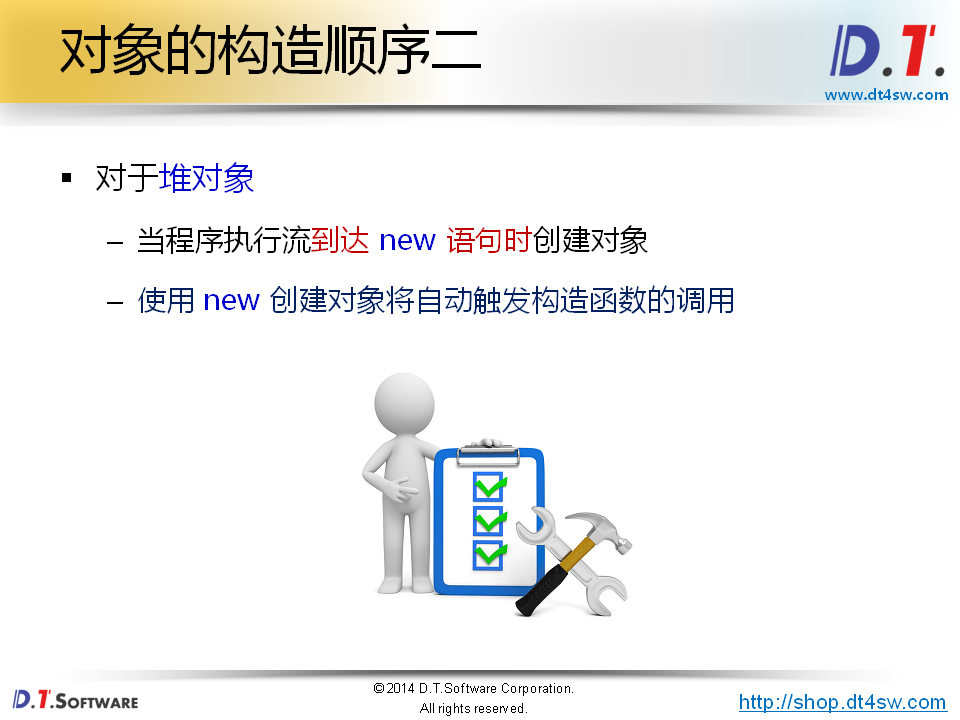 对象的构造顺序二
D.T.
www.dt4sw.com
▪ 对于堆对象
– 当程序执行流到达 new 语句时创建对象
– 使用 new 创建对象将自动触发构造函数的调用
D.T.SOFTWARE
©2014 D.T.Software Corporation.
All rights reserved.
http://shop.dt4sw.com